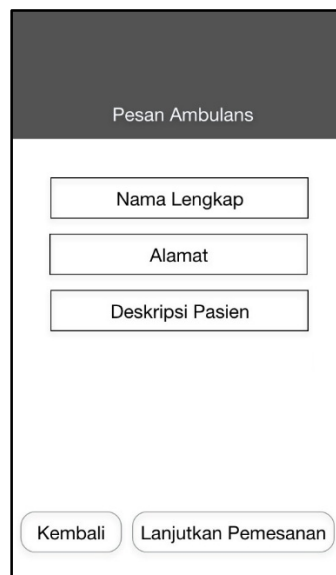 Pesan Ambulans
Nama Lengkap
Alamat
Deskripsi Pasien
Kembali
Lanjutkan Pemesanan